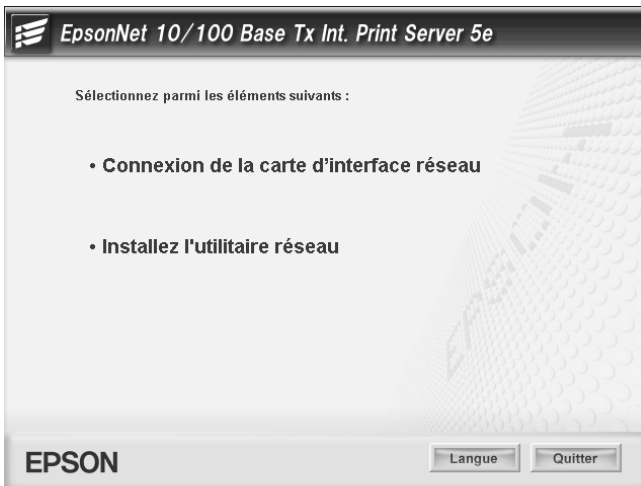 EpsonNet 10/100 Base Tx Int. Print Server 5e
Sélectionnez parmi les éléments suivants :
• Connexion de la carte d'interface réseau
• Installez l'utilitaire réseau
EPSON
EPSON
Langue
Quitter